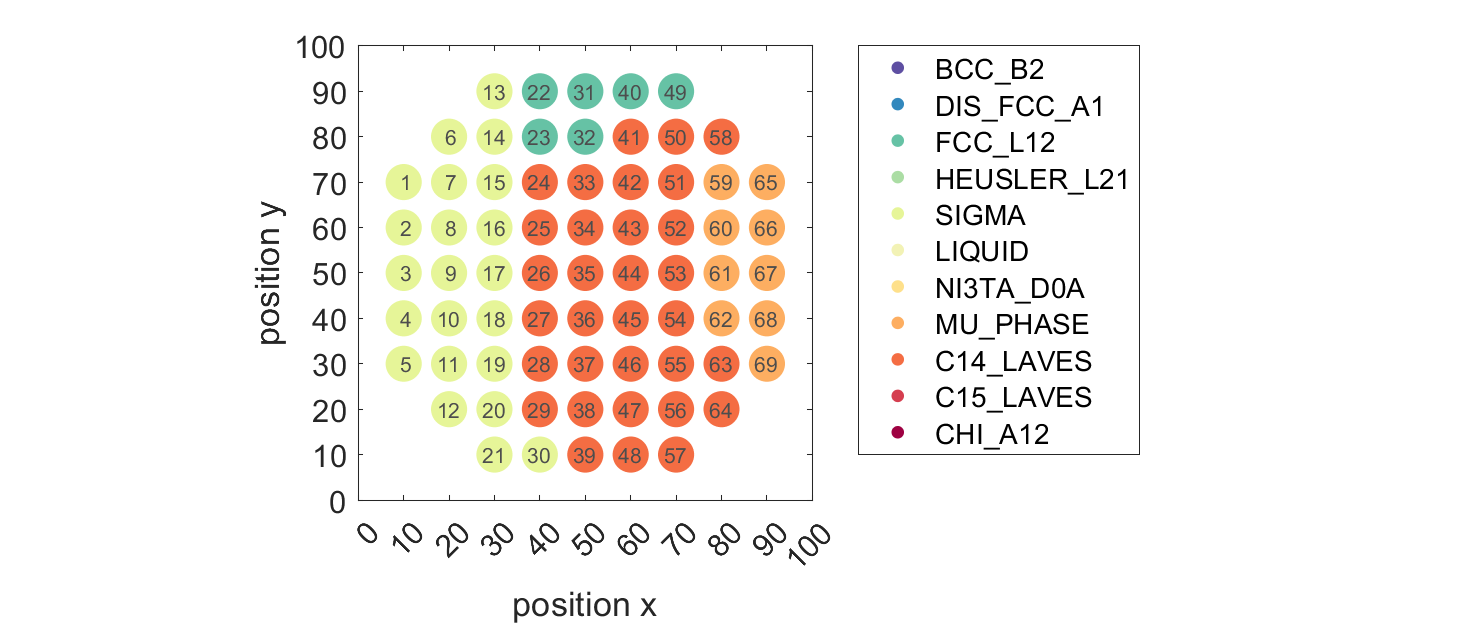 100
90
80
70
60
50
40
30
20
10
0
position y
13 22 31 40 49
6 14 23 32 41 50 58
1 7 15 24 33 42 51 59 65
2 8 16 25 34 43 52 60 66
3 9 17 26 35 44 53 61 67
4 10 18 27 36 45 54 62 68
5 11 19 28 37 46 55 63 69
12 20 29 38 47 56 64
21 30 39 48 57
0 10 20 30 40 50 60 70 80 90 100
position x
BCC_B2
DIS_FCC_A1
FCC_L12
HEUSLER_L21
SIGMA
LIQUID
NI3TA_D0A
MU_PHASE
C14_LAVES
C15_LAVES
CHI_A12